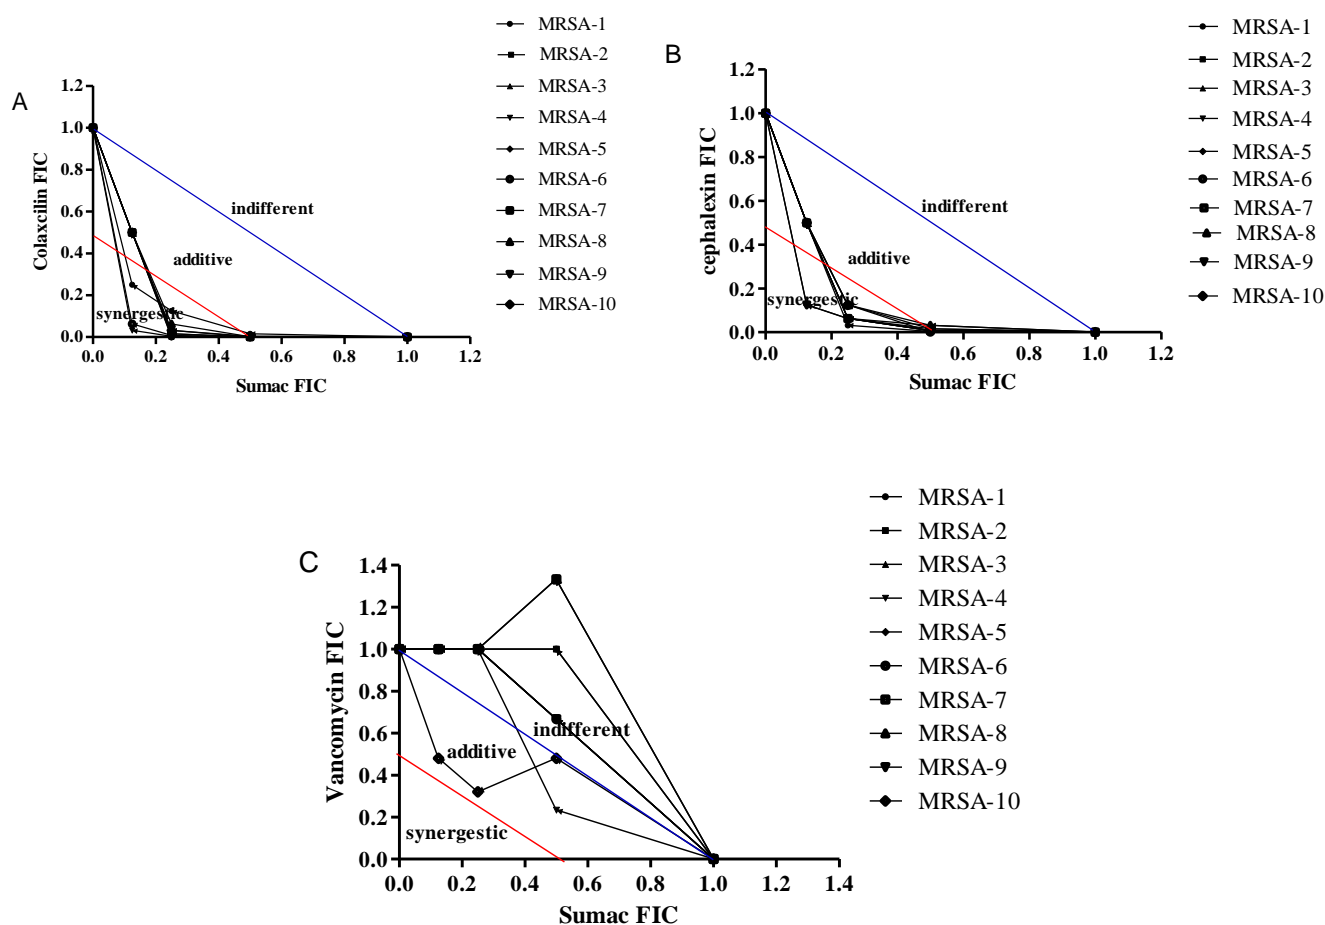 A
1.2
1.0
0.8
0.6
0.4
0.2
0.0
Colaxcilin FIC
indifferent
additive
synergestic
0.0 0.2 0.4 0.6 0.8 1.0 1.2
Sumac FIC
MRSA-1
MRSA-2
MRSA-3
MRSA-4
MRSA-5
MRSA-6
MRSA-7
MRSA-8
MRSA-9
MRSA-10
B
1.2
1.0
0.8
0.6
0.4
0.2
0.0
cephalexin FIC
indifferent
additive
synergestic
0.0 0.2 0.4 0.6 0.8 1.0 1.2
Sumac FIC
MRSA-1
MRSA-2
MRSA-3
MRSA-4
MRSA-5
MRSA-6
MRSA-7
MRSA-8
MRSA-9
MRSA-10
C
1.4
1.2
1.0
0.8
0.6
0.4
0.2
0.0
Vancomycin FIC
indifferent
additive
synergestic
0.0 0.2 0.4 0.6 0.8 1.0 1.2 1.4
Sumac FIC
MRSA-1
MRSA-2
MRSA-3
MRSA-4
MRSA-5
MRSA-6
MRSA-7
MRSA-8
MRSA-9
MRSA-10